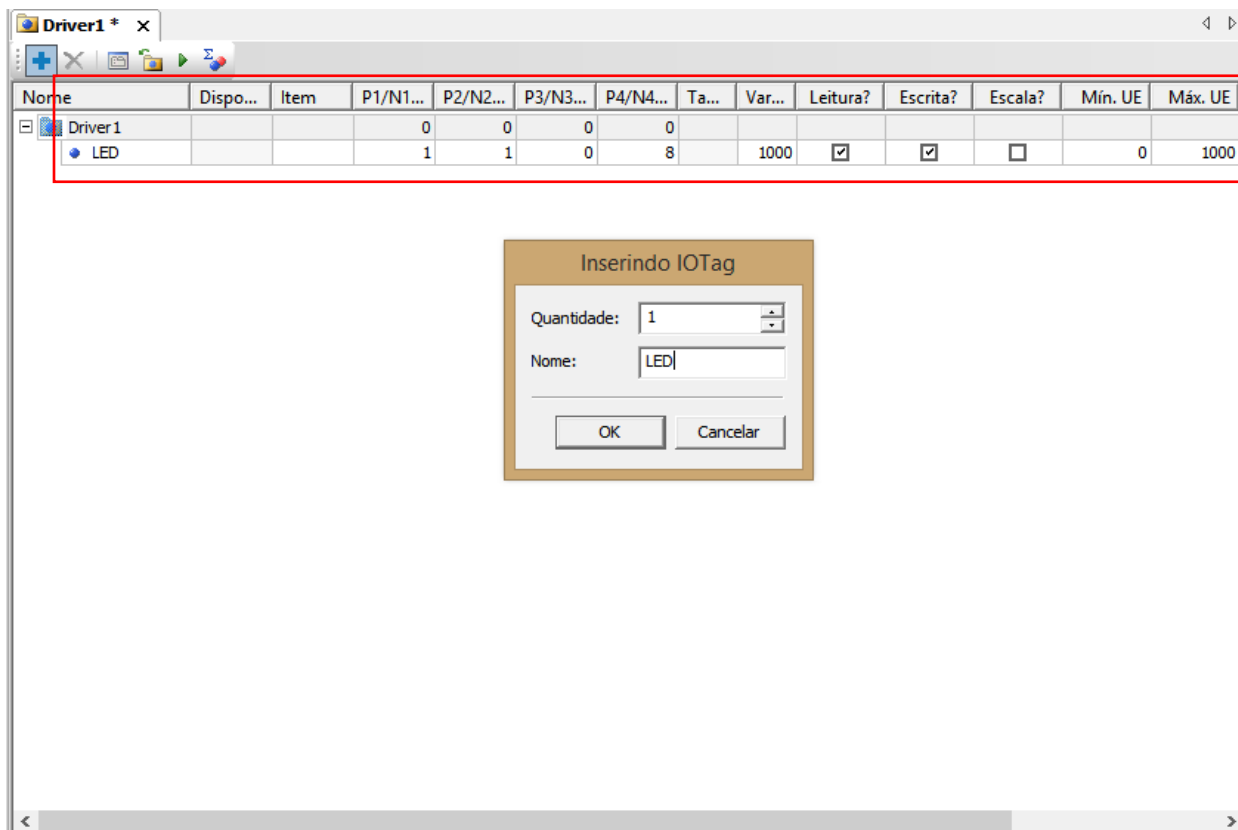 Driver1 *
Nome Dispo... Item P1/N1... P2/N2... P3/N3... P4/N4... Ta... Var... Leitura? Escrita? Escala? Mín. UE Máx. UE
Driver1 0 0 0 0
LED 1 1 0 8 1000 0 1000
Inserindo IOTag
Quantidade: 1
Nome: LED
OK Cancelar